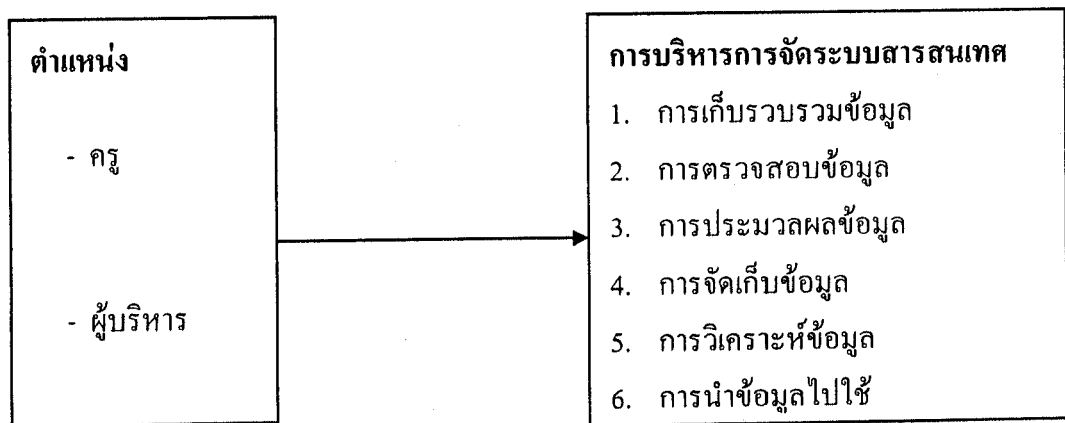 ตำแหน่ง
- ครู
- ผู้บริหาร
การบริหารการจัดระบบสารสนเทศ
1. การเก็บรวบรวมข้อมูล
2. การตรวจสอบข้อมูล
3. การประมวลผลข้อมูล
4. การจัดเก็บข้อมูล
5. การวิเคราะห์ข้อมูล
6. การนำข้อมูลไปใช้